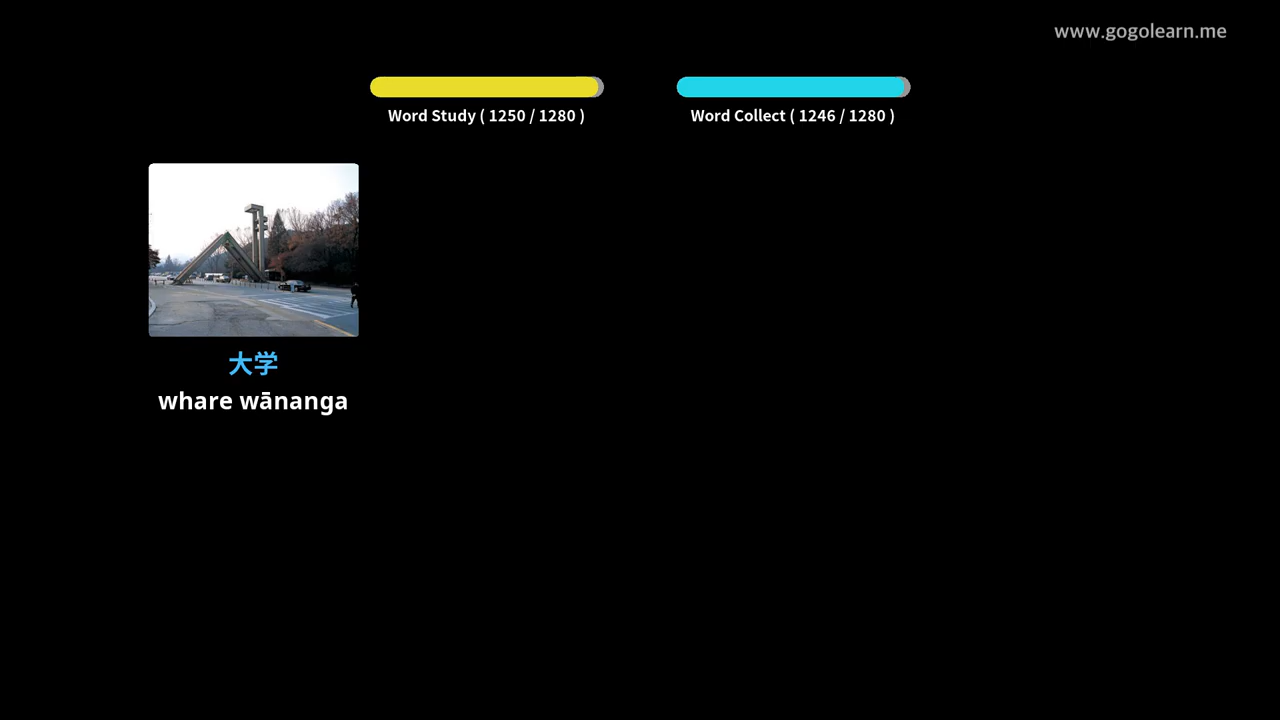 www.gogolearn.me
Word Study ( 1250 / 1280 )
Word Collect ( 1246 / 1280 )
大学
whare wānanga